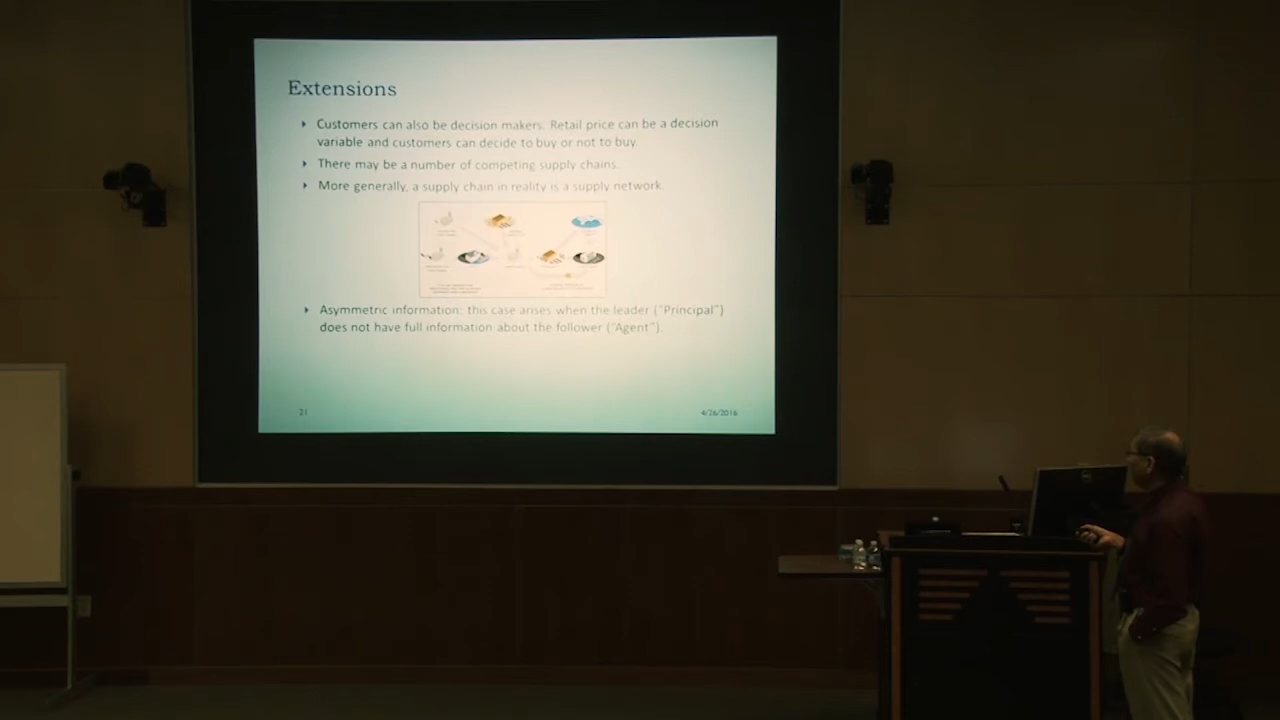 Extensions
Customers can also be decision makers. Retail price can be a decision
variable and customers can decide to buy or not to buy.
There may be a number of competing supply chains.
More generally, a supply chain in reality is a supply network.
Asymmetric information: this case arises when the leader ("Principal")
does not have full information about the follower ("Agent").
21
4/26/2016